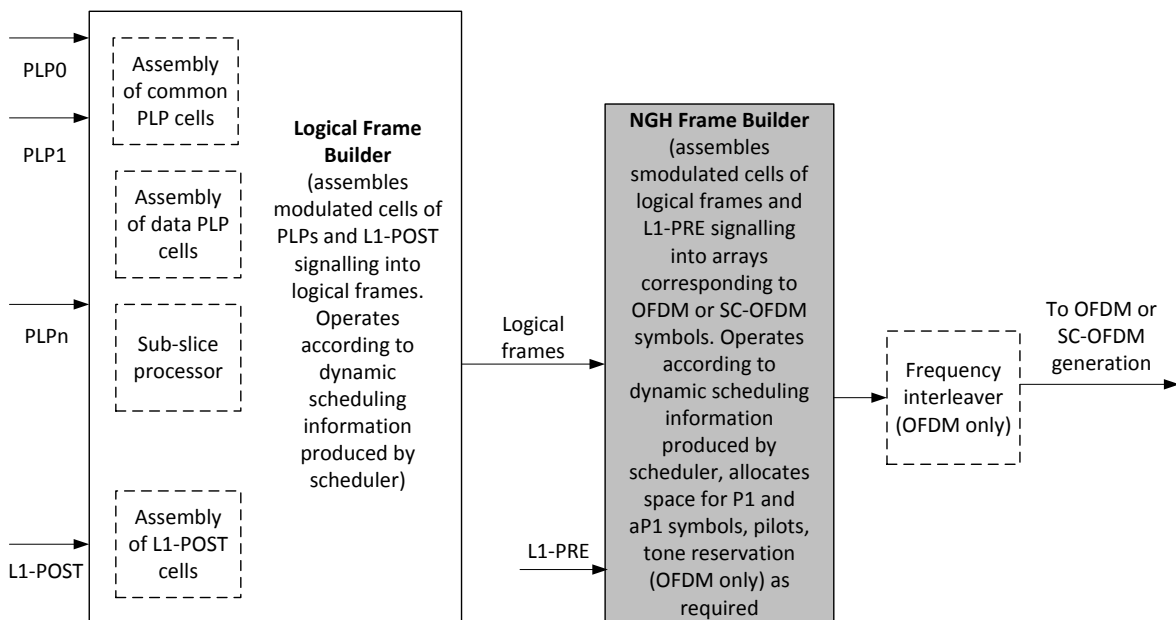 PLP0
PLP1
PLPn
L1-POST
Assembly
of common
PLP cells
Assembly
of data PLP
cells
Sub-slice
processor
Assembly
of L1-POST
cells
Logical Frame
Builder
(assembles
modulated cells of
PLPs and L1-POST
signalling into
logical frames.
Operates
according to
dynamic
scheduling
information
produced by
scheduler)
Logical
frames
L1-PRE
NGH Frame Builder
(assembles
smodulated cells of
logical frames and
L1-PRE signalling
into arrays
corresponding to
OFDM or SC-OFDM
symbols. Operates
according to
dynamic scheduling
information
produced by
scheduler, allocates
space for P1 and
aP1 symbols, pilots,
tone reservation
(OFDM only) as
required
Frequency
interleaver
(OFDM only)
To OFDM or
SC-OFDM
generation